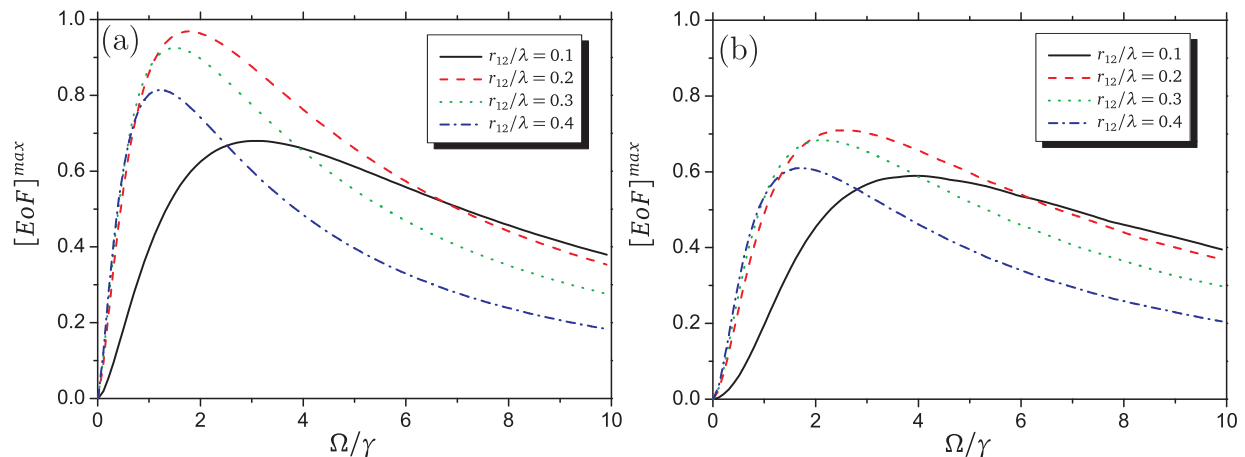 (a)
[EoF]^max
1.0
0.8
0.6
0.4
0.2
0.0
0 2 4 6 8 10
Ω/γ
r₁₂/λ = 0.1
r₁₂/λ = 0.2
r₁₂/λ = 0.3
r₁₂/λ = 0.4
(b)
[EoF]^max
1.0
0.8
0.6
0.4
0.2
0.0
0 2 4 6 8 10
Ω/γ
r₁₂/λ = 0.1
r₁₂/λ = 0.2
r₁₂/λ = 0.3
r₁₂/λ = 0.4